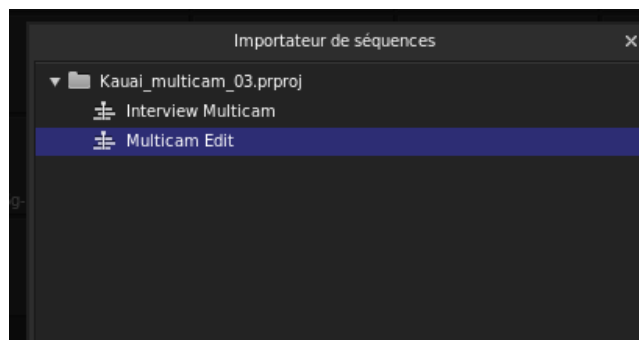 Importateur de séquences
Kauai_multicam_03.prproj
Interview Multicam
Multicam Edit